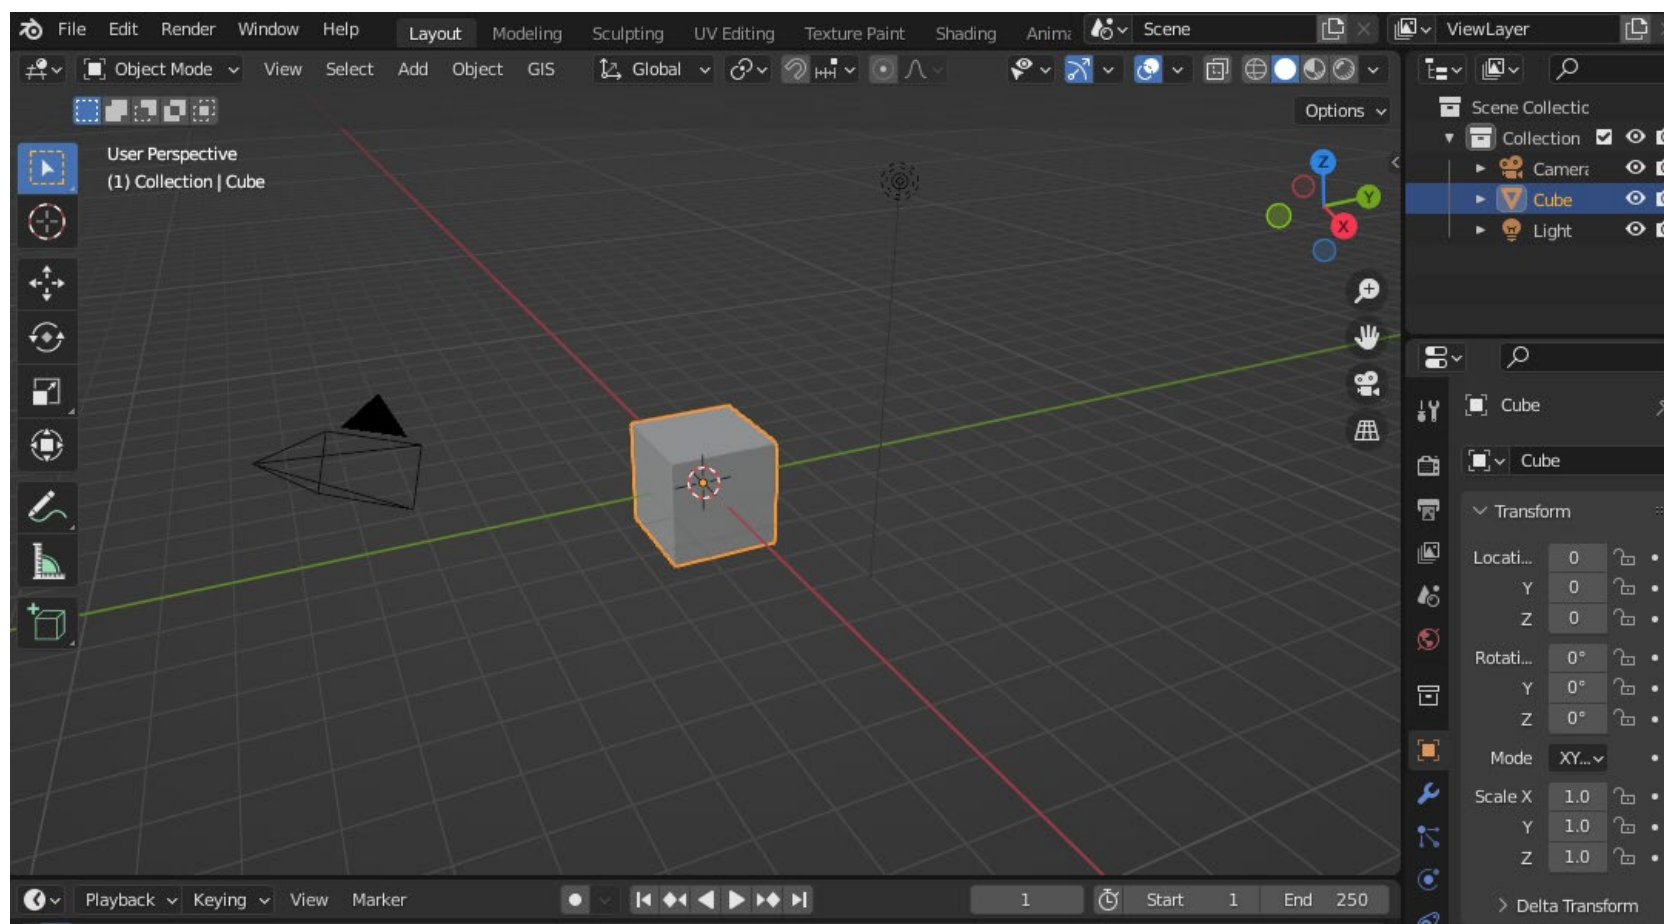 File Edit Render Window Help Layout Modeling Sculpting UV Editing Texture Paint Shading Anima Scene ViewLayer
Object Mode View Select Add Object GIS Global
Options
User Perspective
(1) Collection | Cube
Z
Y
X
Scene Collectic
Collection
Camera
Cube
Light
Cube
Cube
Transform
Locati... 0
Y 0
Z 0
Rotati... 0°
Y 0°
Z 0°
Mode XY...
Scale X 1.0
Y 1.0
Z 1.0
Delta Transform
Playback Keying View Marker 1 Start 1 End 250